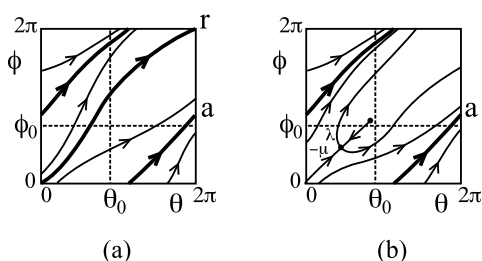 2π r 2π
ϕ ϕ
a a
ϕ₀ ϕ₀ λ
-μ
0 0
0 θ₀ θ 2π 0 θ₀ θ 2π
(a) (b)